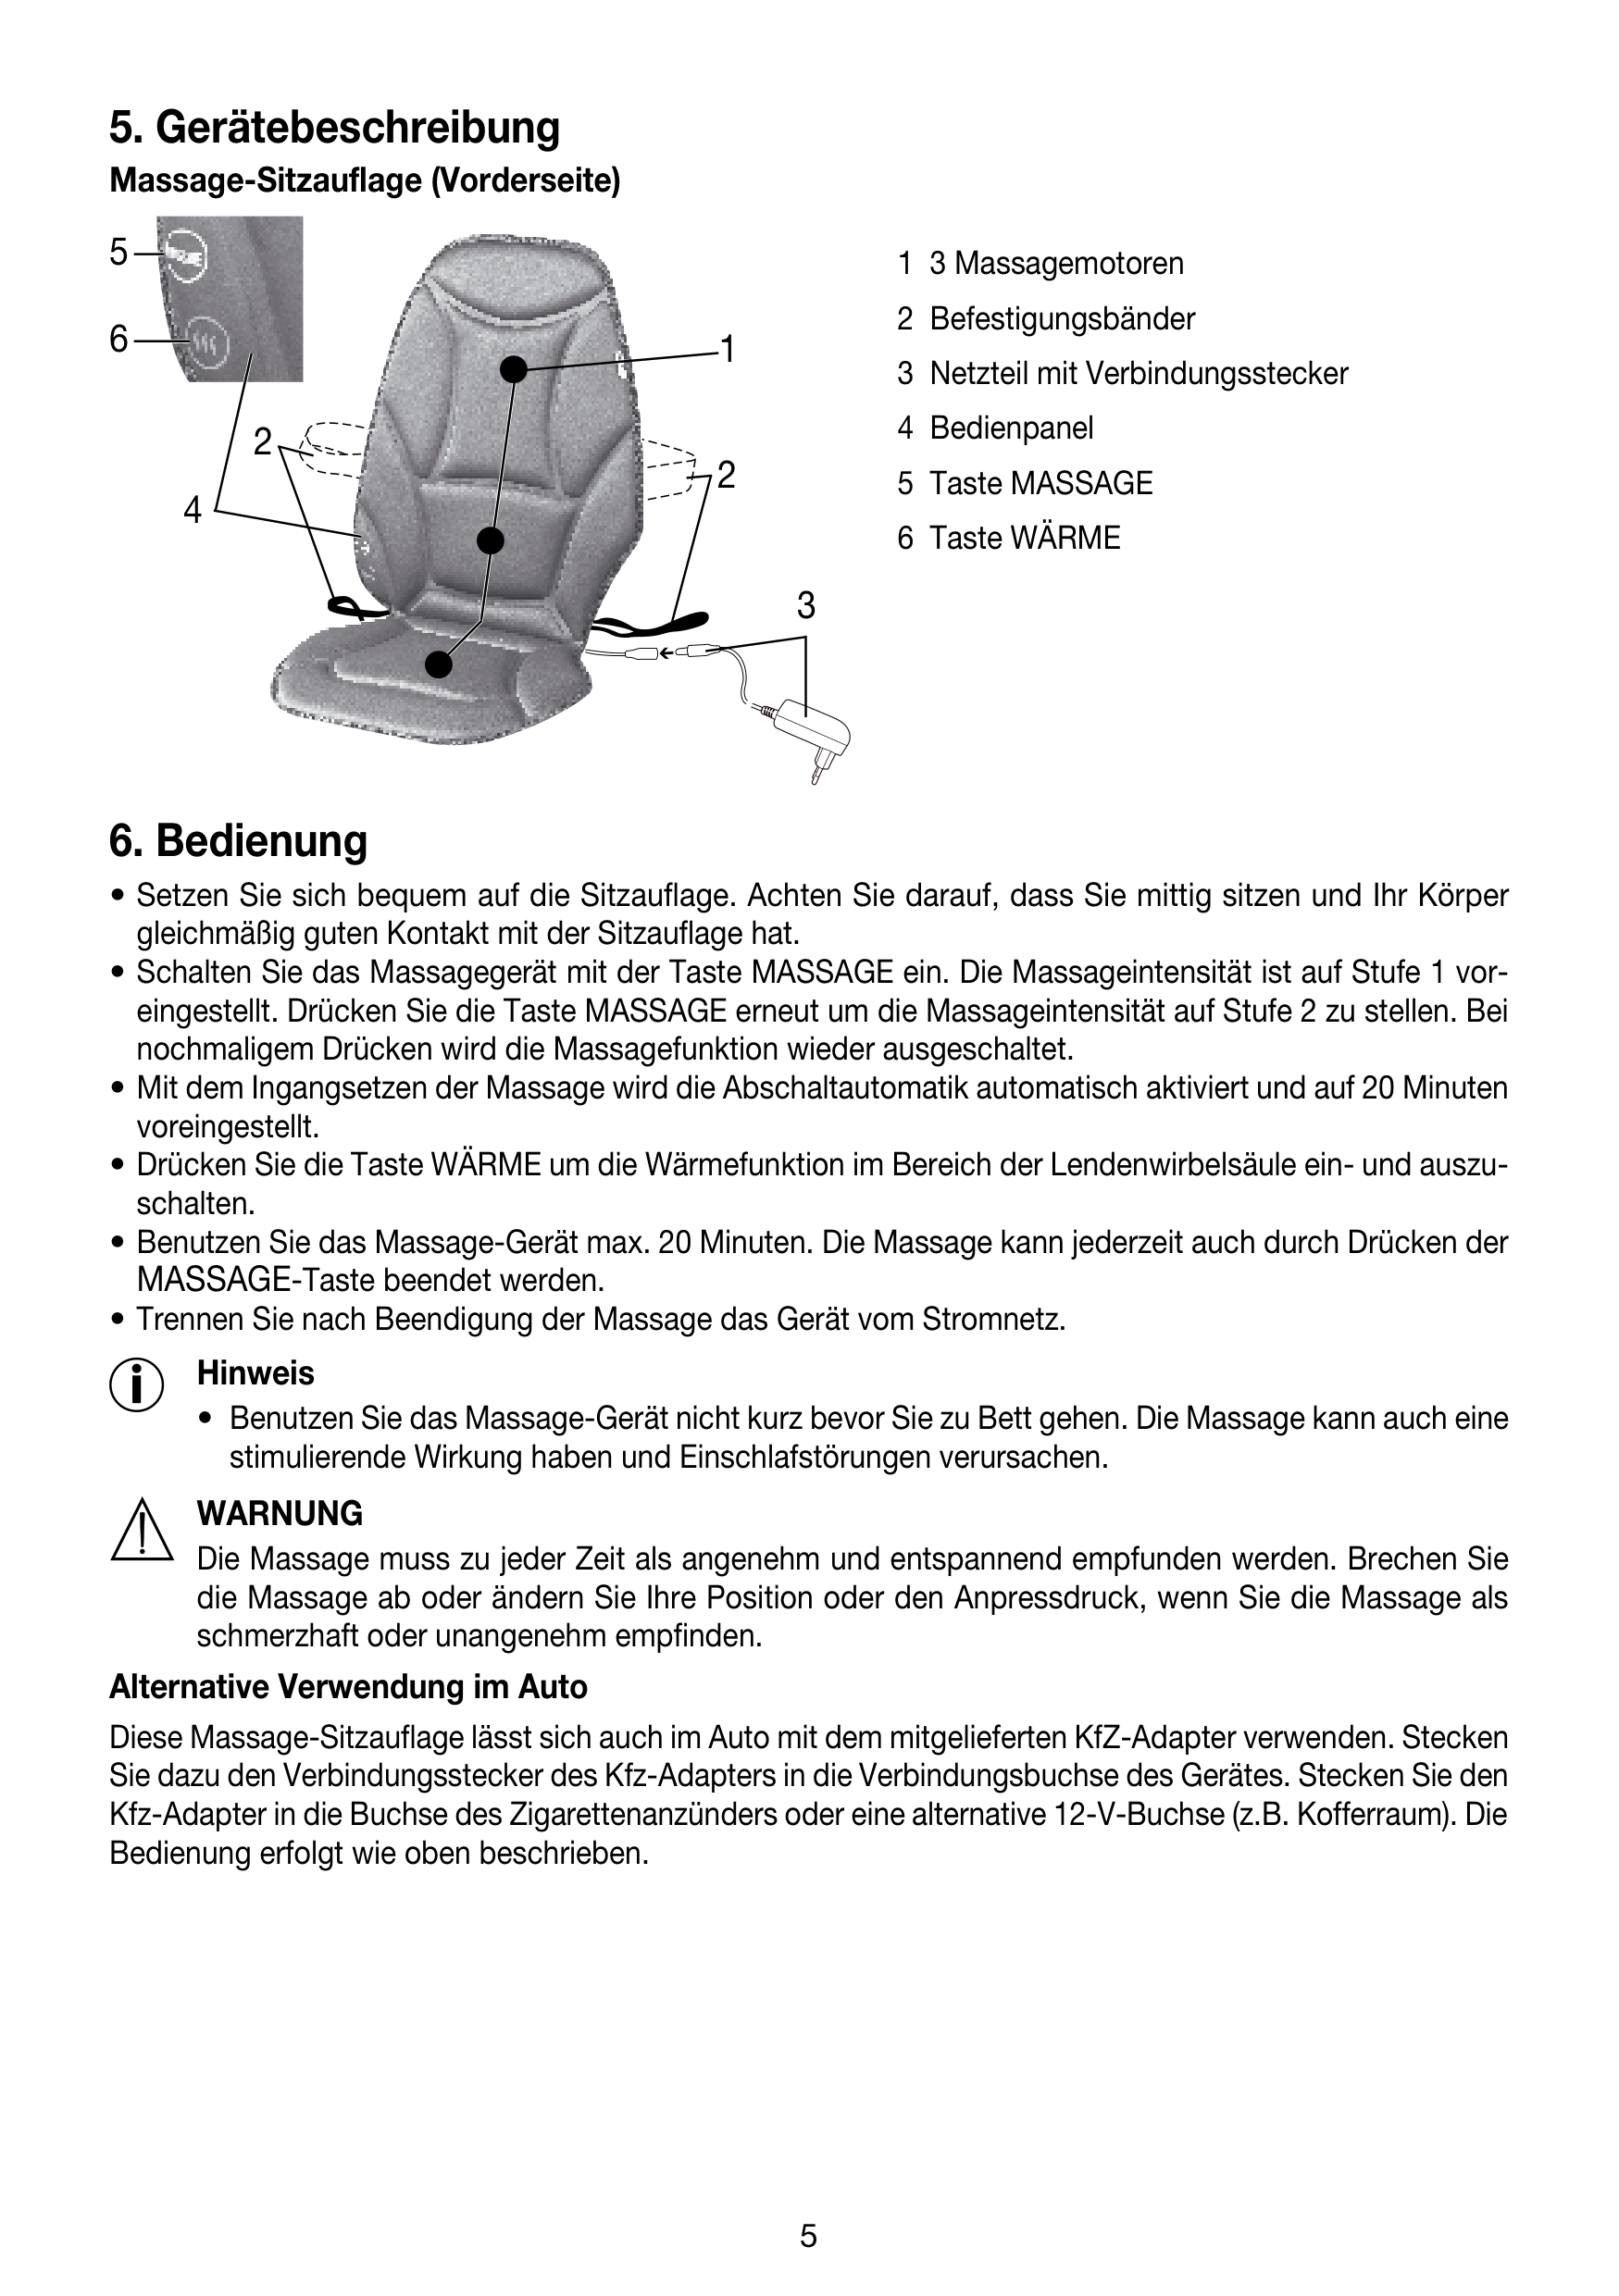 5. Gerätebeschreibung
Massage-Sitzauflage (Vorderseite)
5
6
1
2
2
4
3
1 3 Massagemotoren
2 Befestigungsbänder
3 Netzteil mit Verbindungsstecker
4 Bedienpanel
5 Taste MASSAGE
6 Taste WÄRME
6. Bedienung
• Setzen Sie sich bequem auf die Sitzauflage. Achten Sie darauf, dass Sie mittig sitzen und Ihr Körper
gleichmäßig guten Kontakt mit der Sitzauflage hat.
• Schalten Sie das Massagegerät mit der Taste MASSAGE ein. Die Massageintensität ist auf Stufe 1 vor-
eingestellt. Drücken Sie die Taste MASSAGE erneut um die Massageintensität auf Stufe 2 zu stellen. Bei
nochmaligem Drücken wird die Massagefunktion wieder ausgeschaltet.
• Mit dem Ingangsetzen der Massage wird die Abschaltautomatik automatisch aktiviert und auf 20 Minuten
voreingestellt.
• Drücken Sie die Taste WÄRME um die Wärmefunktion im Bereich der Lendenwirbelsäule ein- und auszu-
schalten.
• Benutzen Sie das Massage-Gerät max. 20 Minuten. Die Massage kann jederzeit auch durch Drücken der
MASSAGE-Taste beendet werden.
• Trennen Sie nach Beendigung der Massage das Gerät vom Stromnetz.
Hinweis
• Benutzen Sie das Massage-Gerät nicht kurz bevor Sie zu Bett gehen. Die Massage kann auch eine
stimulierende Wirkung haben und Einschlafstörungen verursachen.
WARNUNG
Die Massage muss zu jeder Zeit als angenehm und entspannend empfunden werden. Brechen Sie
die Massage ab oder ändern Sie Ihre Position oder den Anpressdruck, wenn Sie die Massage als
schmerzhaft oder unangenehm empfinden.
Alternative Verwendung im Auto
Diese Massage-Sitzauflage lässt sich auch im Auto mit dem mitgelieferten KfZ-Adapter verwenden. Stecken
Sie dazu den Verbindungsstecker des Kfz-Adapters in die Verbindungsbuchse des Gerätes. Stecken Sie den
Kfz-Adapter in die Buchse des Zigarettenanzünders oder eine alternative 12-V-Buchse (z.B. Kofferraum). Die
Bedienung erfolgt wie oben beschrieben.
5